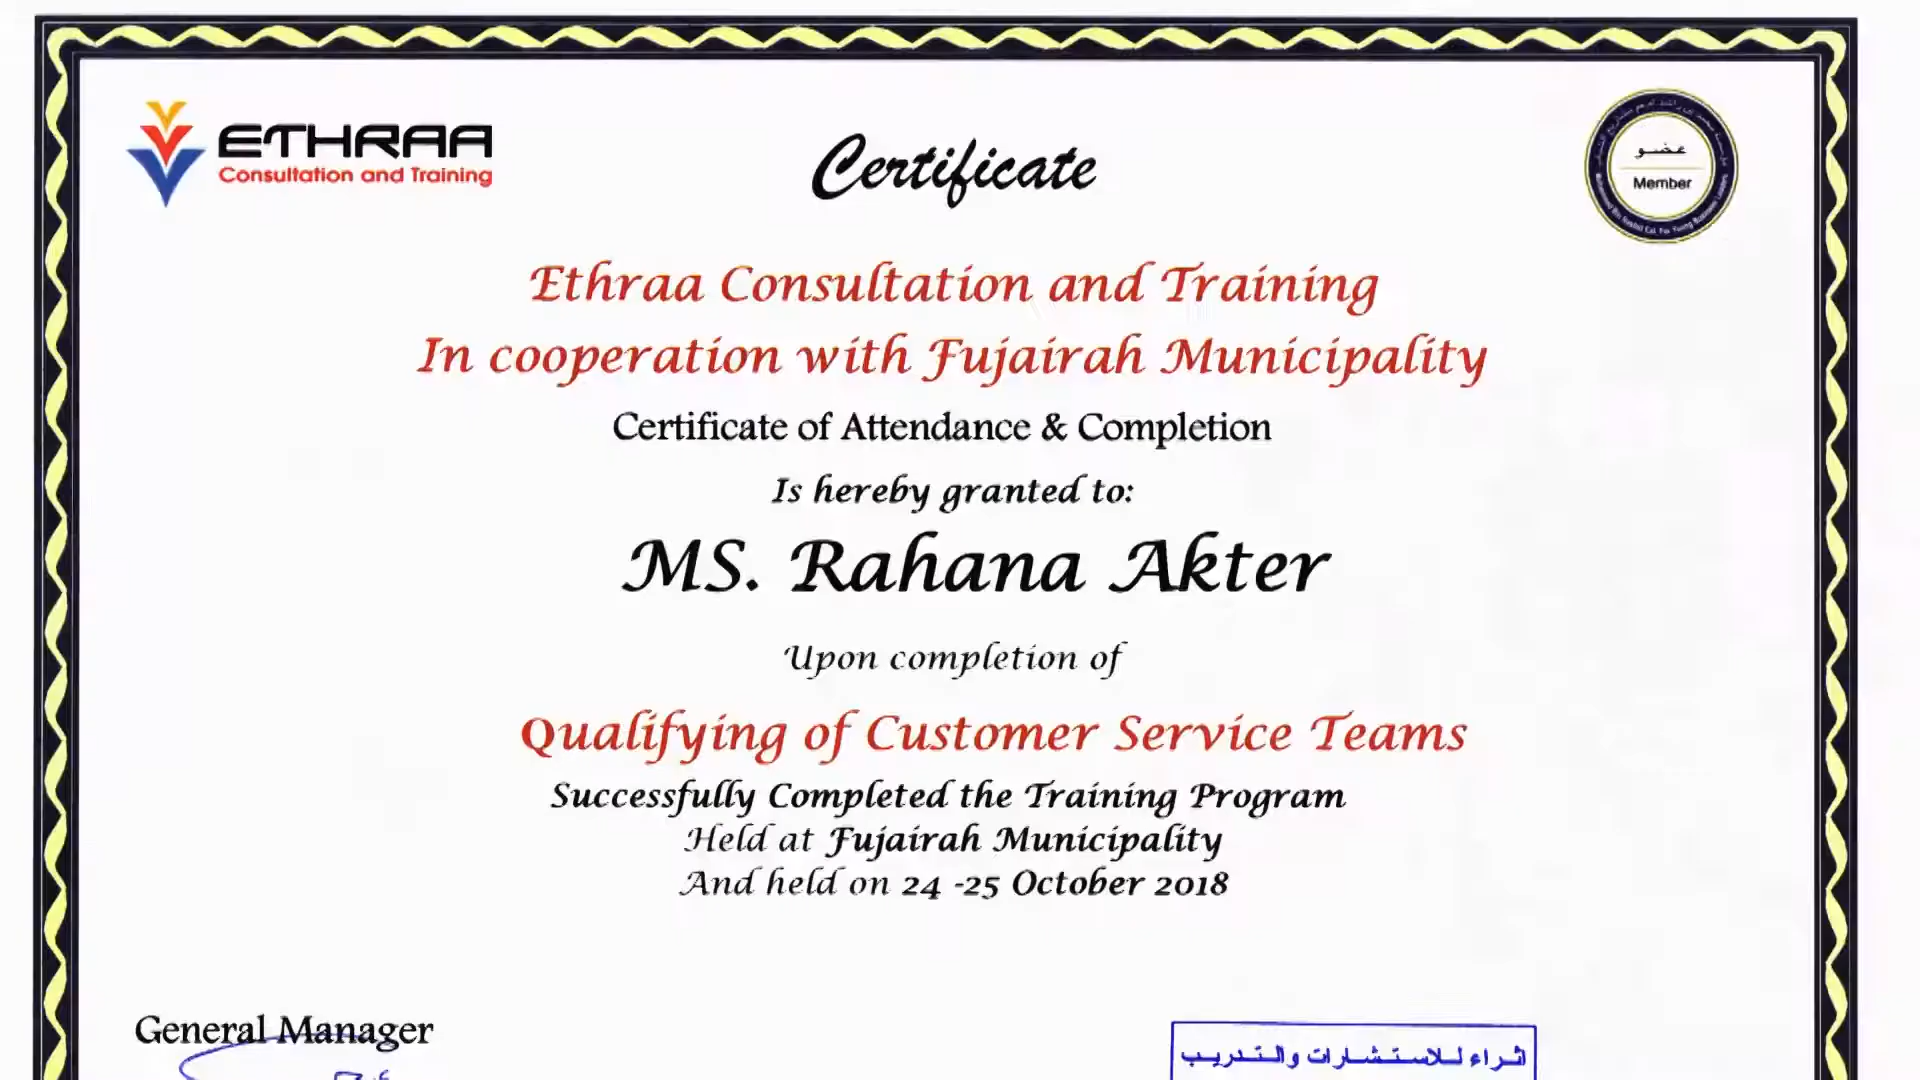 ETHRAA
Consultation and Training
Certificate
عضو
Member
Ethraa Consultation and Training
In cooperation with Fujairah Municipality
Certificate of Attendance & Completion
Is hereby granted to:
MS. Rahana Akter
Upon completion of
Qualifying of Customer Service Teams
Successfully Completed the Training Program
Held at Fujairah Municipality
And held on 24 -25 October 2018
General Manager
اثراء للاستشارات والتدريب